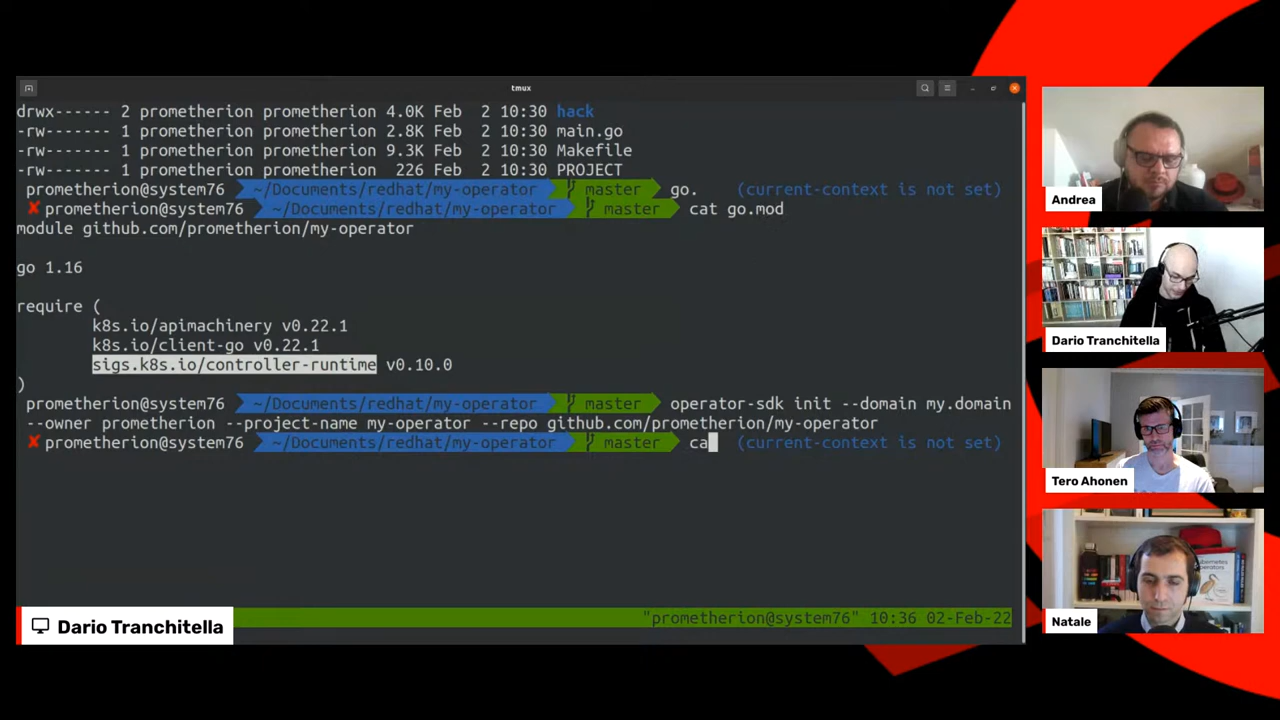 tmux
drwx------ 2 prometherion prometherion 4.0K Feb  2 10:30 hack
-rw------- 1 prometherion prometherion 2.8K Feb  2 10:30 main.go
-rw------- 1 prometherion prometherion 9.3K Feb  2 10:30 Makefile
-rw------- 1 prometherion prometherion  226 Feb  2 10:30 PROJECT
prometherion@system76 ~/Documents/redhat/my-operator master go. (current-context is not set)
✘ prometherion@system76 ~/Documents/redhat/my-operator master cat go.mod
module github.com/prometherion/my-operator
go 1.16
require (
k8s.io/apimachinery v0.22.1
k8s.io/client-go v0.22.1
sigs.k8s.io/controller-runtime v0.10.0
)
prometherion@system76 ~/Documents/redhat/my-operator master operator-sdk init --domain my.domain
--owner prometherion --project-name my-operator --repo github.com/prometherion/my-operator
✘ prometherion@system76 ~/Documents/redhat/my-operator master ca (current-context is not set)
"prometherion@system76" 10:36 02-Feb-22
Dario Tranchitella
Andrea
Dario Tranchitella
Tero Ahonen
Natale